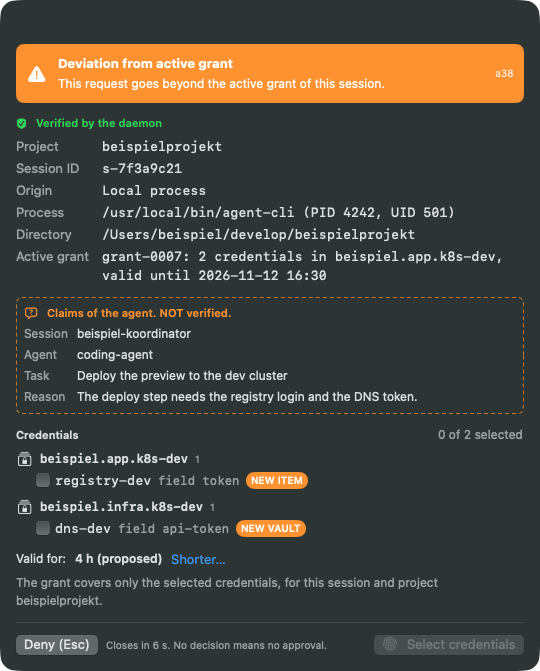 Deviation from active grant
This request goes beyond the active grant of this session.
a38
Verified by the daemon
Project beispielprojekt
Session ID s-7f3a9c21
Origin Local process
Process /usr/local/bin/agent-cli (PID 4242, UID 501)
Directory /Users/beispiel/develop/beispielprojekt
Active grant grant-0007: 2 credentials in beispiel.app.k8s-dev,
valid until 2026-11-12 16:30
Claims of the agent. NOT verified.
Session beispiel-koordinator
Agent coding-agent
Task Deploy the preview to the dev cluster
Reason The deploy step needs the registry login and the DNS token.
Credentials 0 of 2 selected
beispiel.app.k8s-dev 1
registry-dev field token NEW ITEM
beispiel.infra.k8s-dev 1
dns-dev field api-token NEW VAULT
Valid for: 4 h (proposed) Shorter...
The grant covers only the selected credentials, for this session and project
beispielprojekt.
Deny (Esc) Closes in 6 s. No decision means no approval. Select credentials